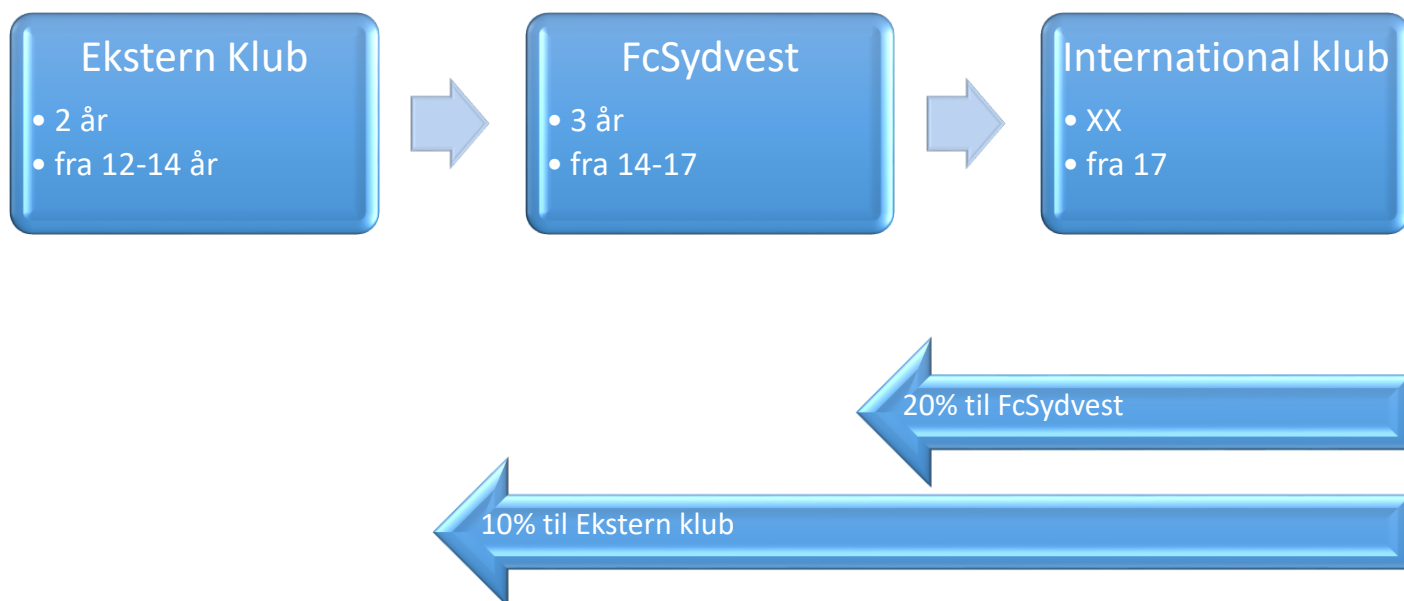 Ekstern Klub
• 2 år
• fra 12-14 år
FcSydvest
• 3 år
• fra 14-17
International klub
• XX
• fra 17
20% til FcSydvest
10% til Ekstern klub